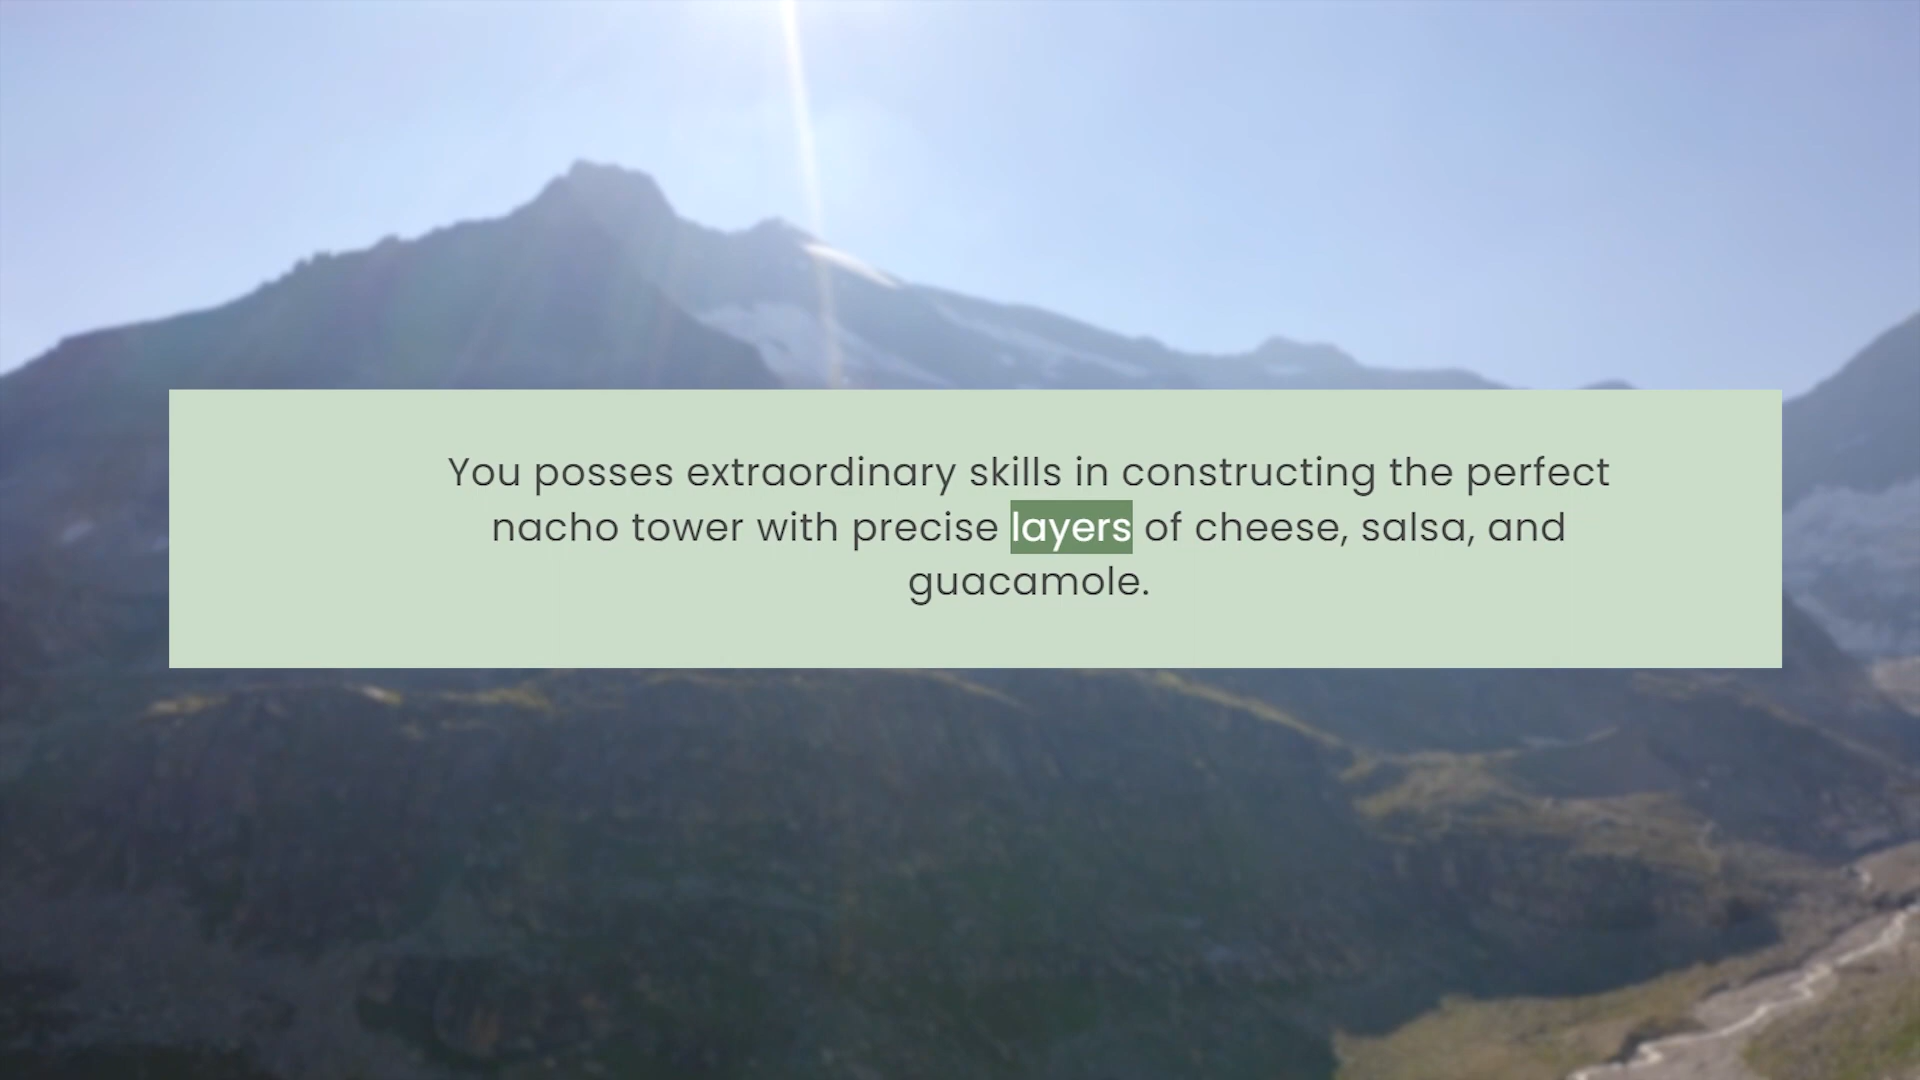 You posses extraordinary skills in constructing the perfect
nacho tower with precise layers of cheese, salsa, and
guacamole.